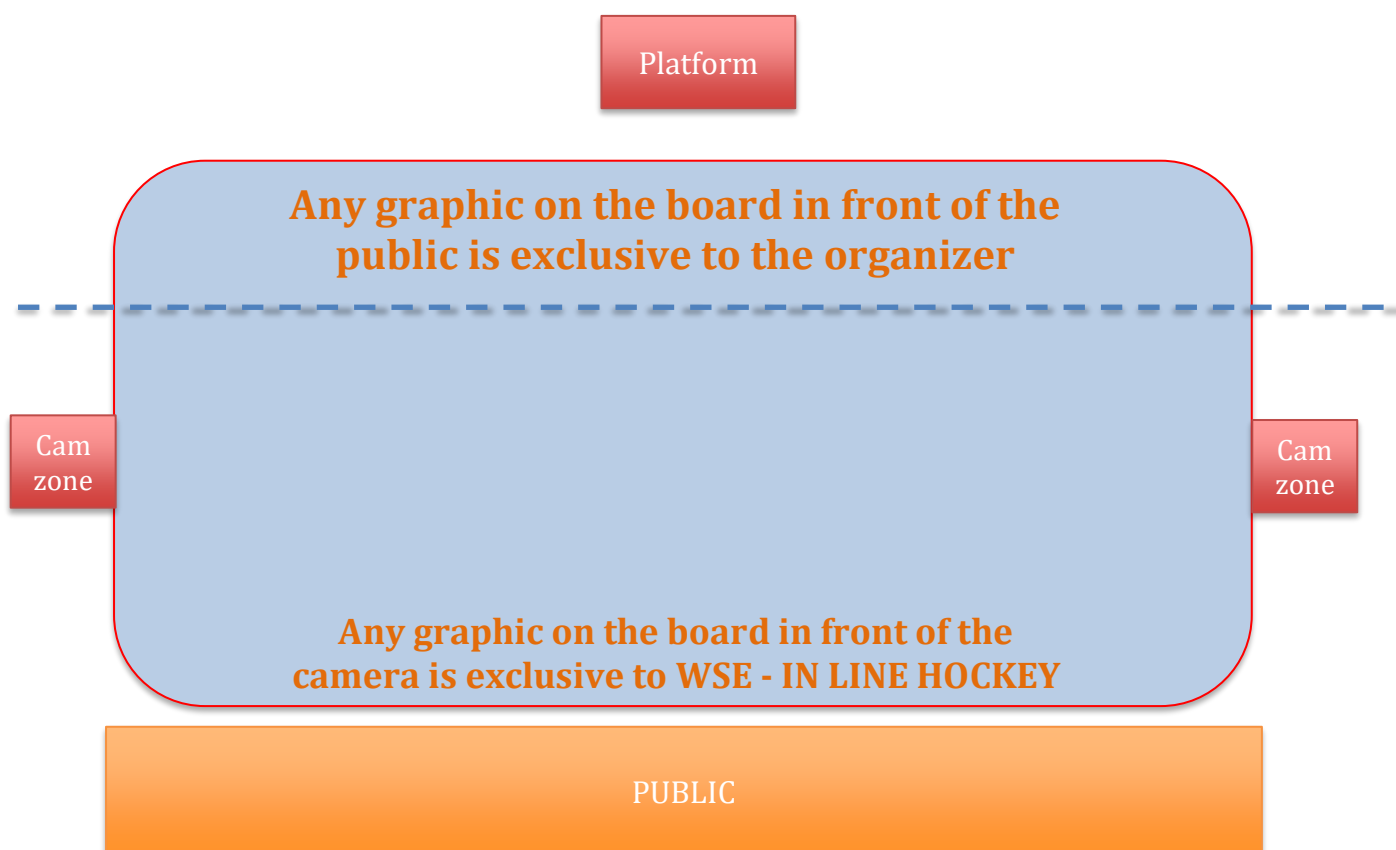 Platform
Any graphic on the board in front of the
public is exclusive to the organizer
Cam
zone
Cam
zone
Any graphic on the board in front of the
camera is exclusive to WSE - IN LINE HOCKEY
PUBLIC